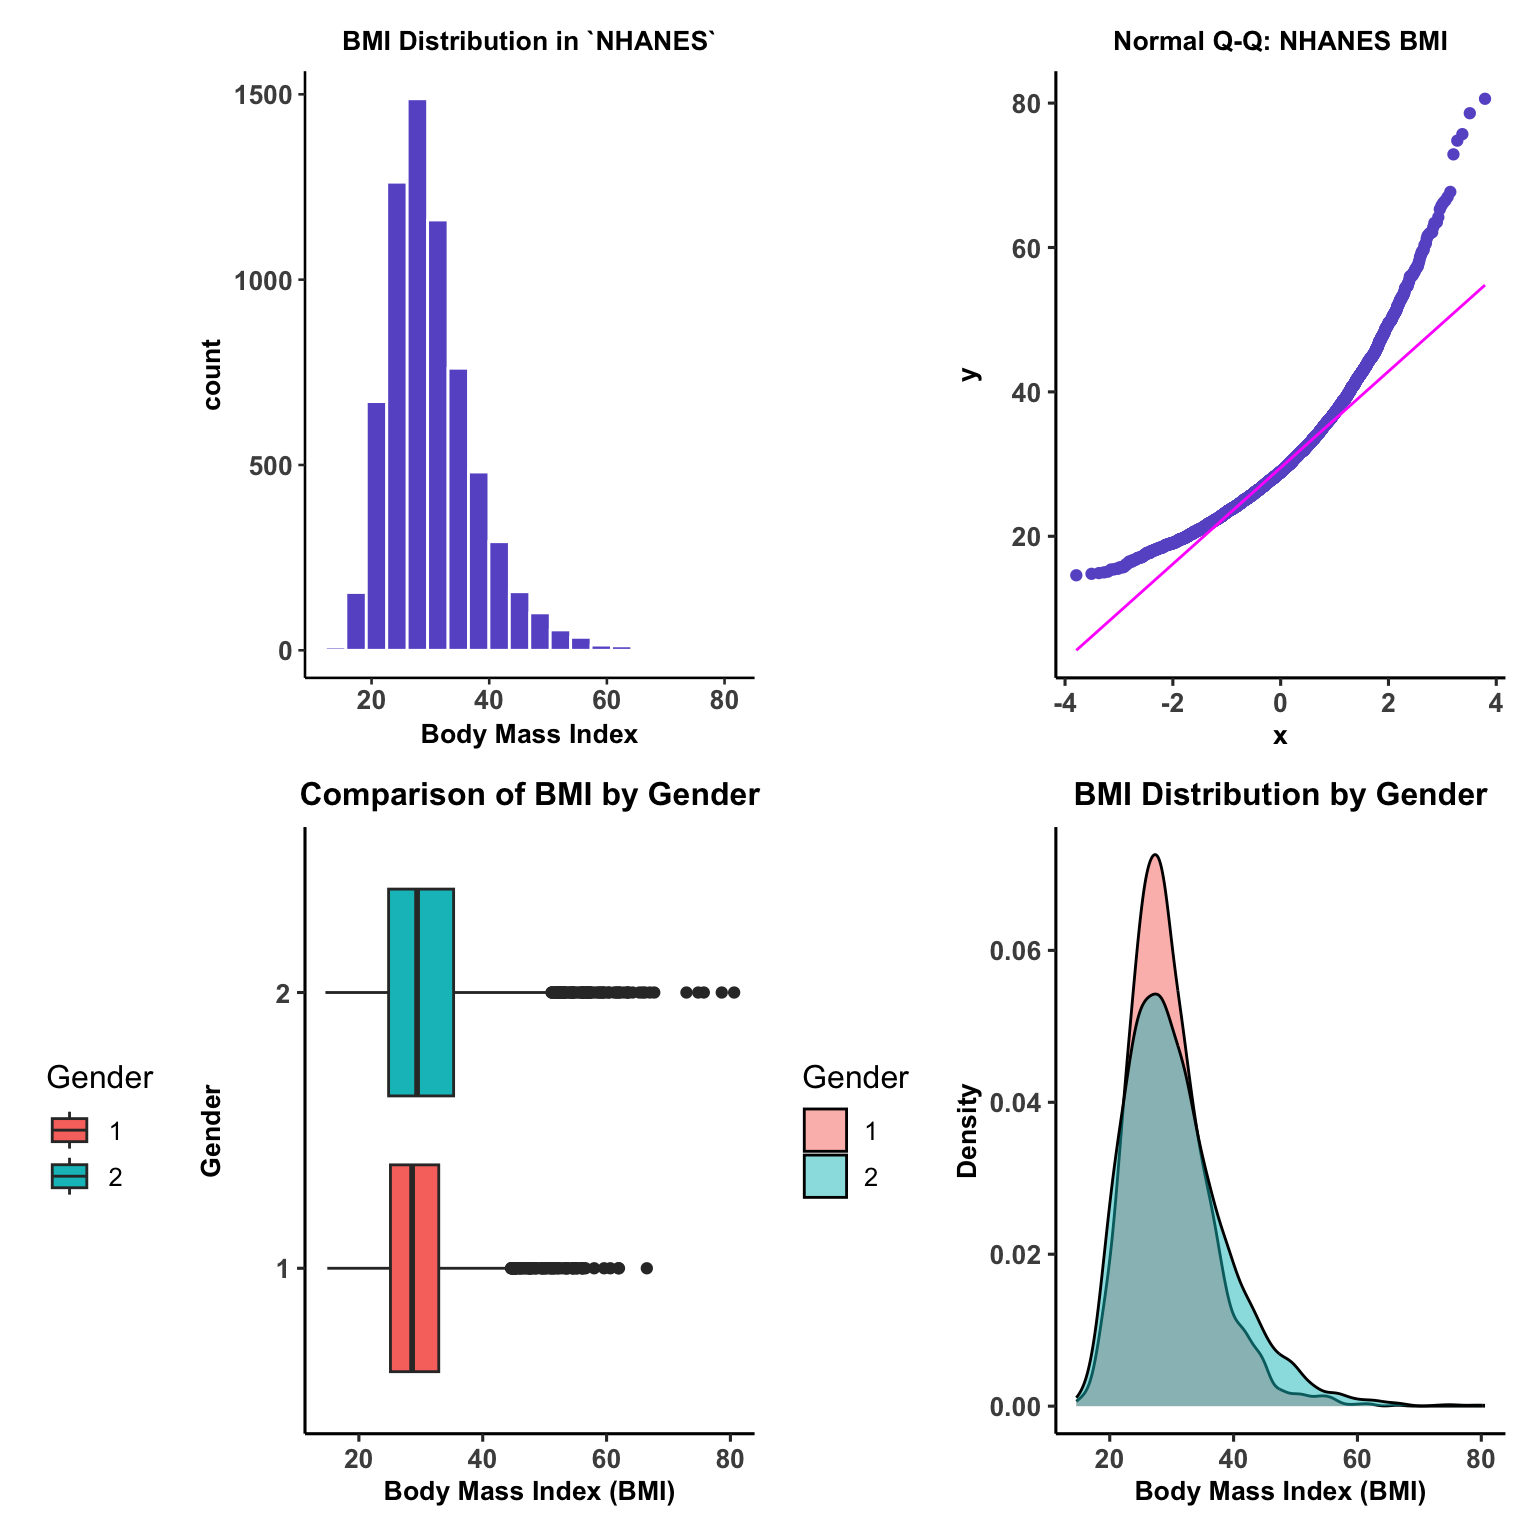 BMI Distribution in `NHANES`
1500
1000
500
0
count
20 40 60 80
Body Mass Index
Normal Q-Q: NHANES BMI
80
60
40
20
y
-4 -2 0 2 4
x
Comparison of BMI by Gender
Gender
1
2
Gender
2
1
20 40 60 80
Body Mass Index (BMI)
BMI Distribution by Gender
Gender
1
2
Density
0.06
0.04
0.02
0.00
20 40 60 80
Body Mass Index (BMI)